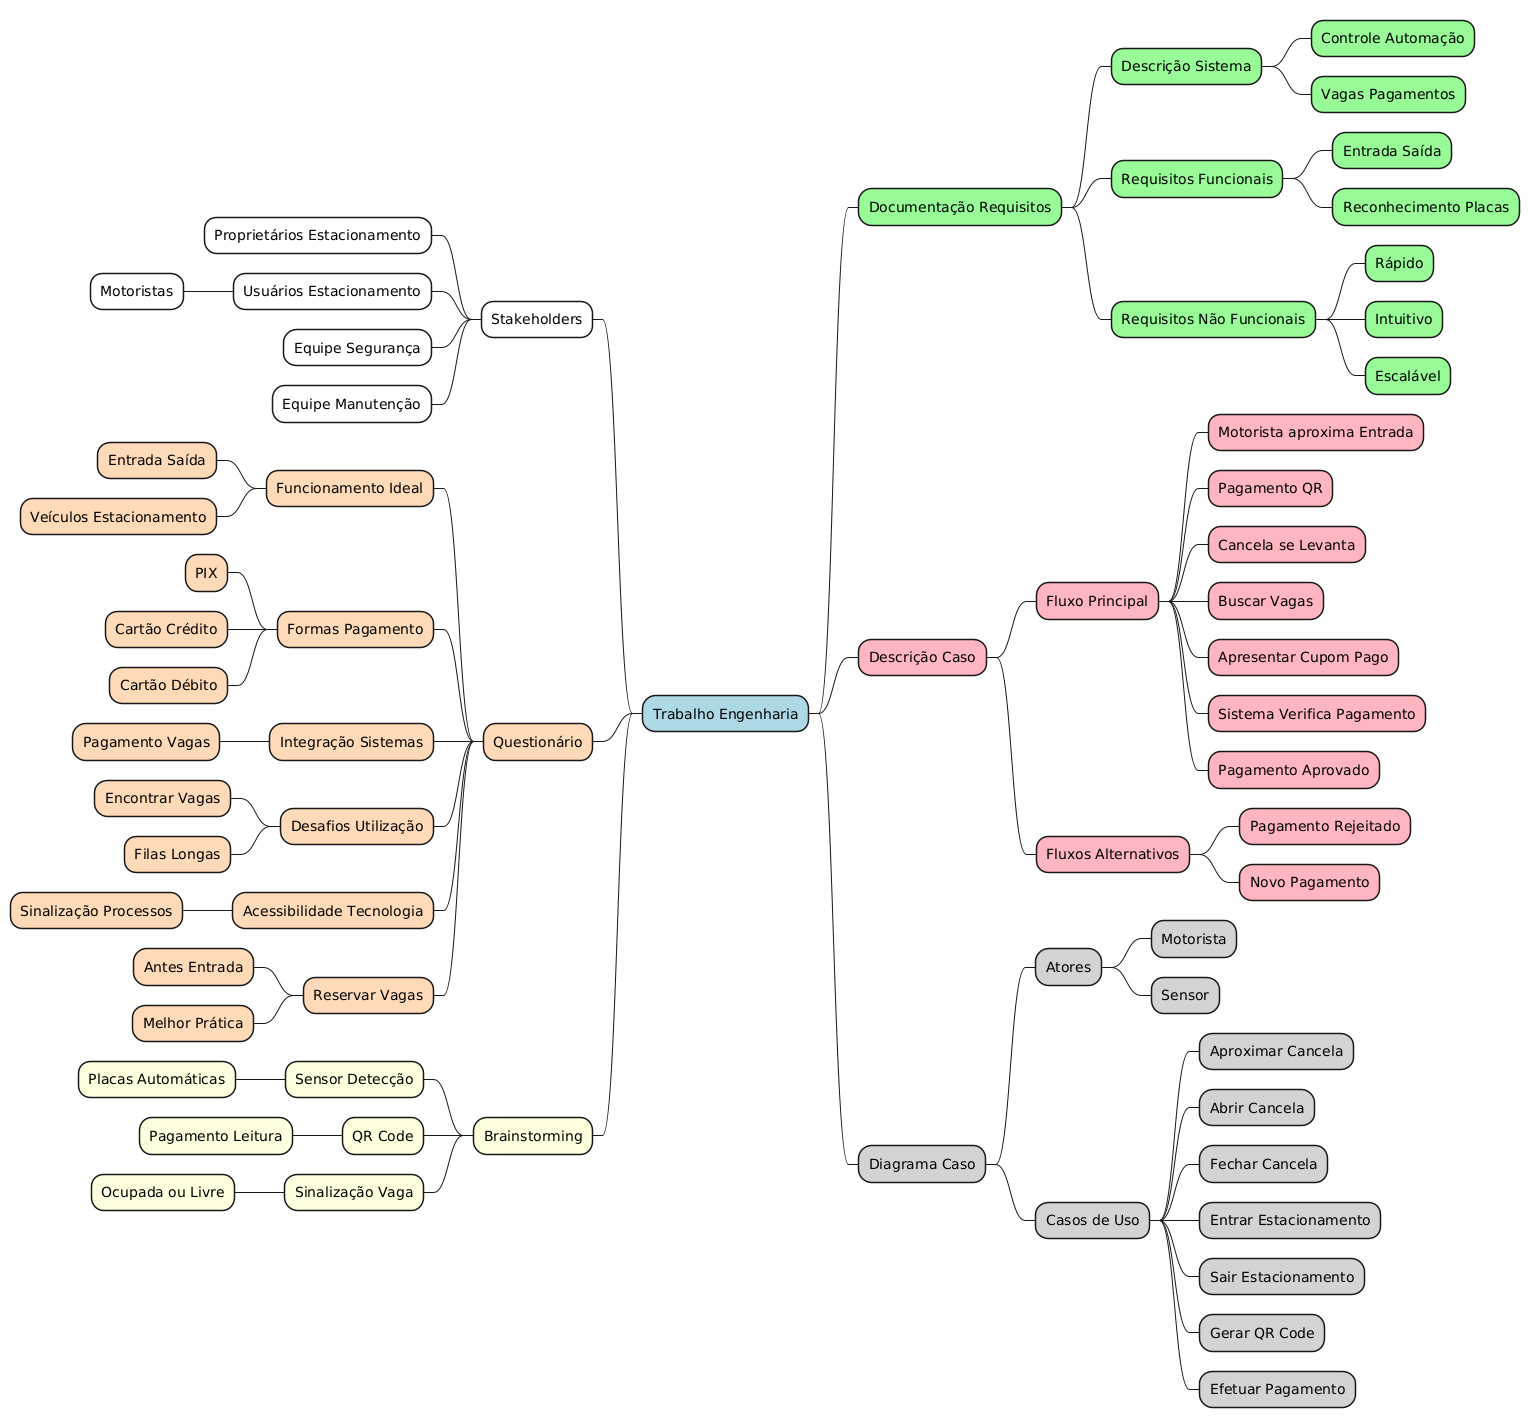 Trabalho Engenharia
Documentação Requisitos
Descrição Sistema
Controle Automação
Vagas Pagamentos
Requisitos Funcionais
Entrada Saída
Reconhecimento Placas
Requisitos Não Funcionais
Rápido
Intuitivo
Escalável
Descrição Caso
Fluxo Principal
Motorista aproxima Entrada
Pagamento QR
Cancela se Levanta
Buscar Vagas
Apresentar Cupom Pago
Sistema Verifica Pagamento
Pagamento Aprovado
Fluxos Alternativos
Pagamento Rejeitado
Novo Pagamento
Diagrama Caso
Atores
Motorista
Sensor
Casos de Uso
Aproximar Cancela
Abrir Cancela
Fechar Cancela
Entrar Estacionamento
Sair Estacionamento
Gerar QR Code
Efetuar Pagamento
Stakeholders
Proprietários Estacionamento
Usuários Estacionamento
Motoristas
Equipe Segurança
Equipe Manutenção
Questionário
Funcionamento Ideal
Entrada Saída
Veículos Estacionamento
Formas Pagamento
PIX
Cartão Crédito
Cartão Débito
Integração Sistemas
Pagamento Vagas
Desafios Utilização
Encontrar Vagas
Filas Longas
Acessibilidade Tecnologia
Sinalização Processos
Reservar Vagas
Antes Entrada
Melhor Prática
Brainstorming
Sensor Detecção
Placas Automáticas
QR Code
Pagamento Leitura
Sinalização Vaga
Ocupada ou Livre